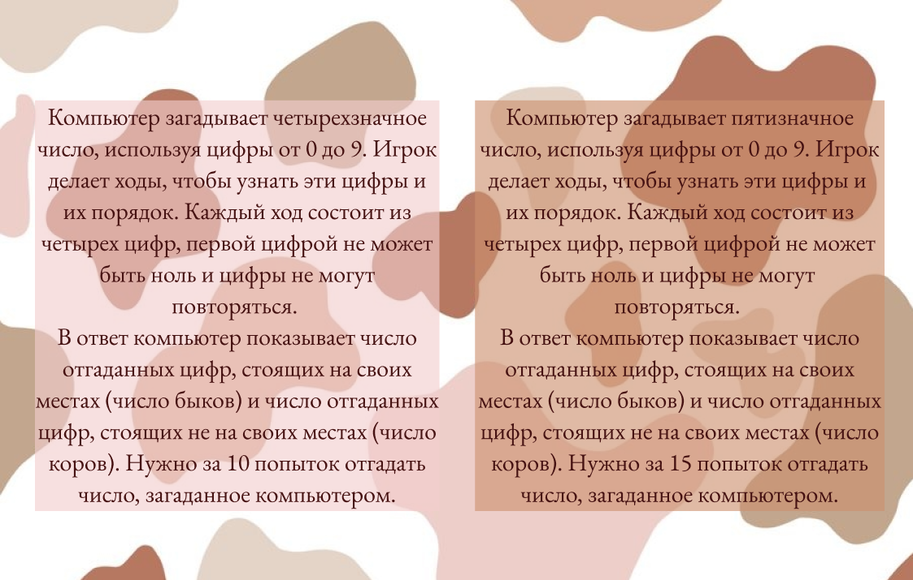 Компьютер загадывает четырехзначное
число, используя цифры от 0 до 9. Игрок
делает ходы, чтобы узнать эти цифры и
их порядок. Каждый ход состоит из
четырех цифр, первой цифрой не может
быть ноль и цифры не могут
повторяться.
В ответ компьютер показывает число
отгаданных цифр, стоящих на своих
местах (число быков) и число отгаданных
цифр, стоящих не на своих местах (число
коров). Нужно за 10 попыток отгадать
число, загаданное компьютером.
Компьютер загадывает пятизначное
число, используя цифры от 0 до 9. Игрок
делает ходы, чтобы узнать эти цифры и
их порядок. Каждый ход состоит из
четырех цифр, первой цифрой не может
быть ноль и цифры не могут
повторяться.
В ответ компьютер показывает число
отгаданных цифр, стоящих на своих
местах (число быков) и число отгаданных
цифр, стоящих не на своих местах (число
коров). Нужно за 15 попыток отгадать
число, загаданное компьютером.